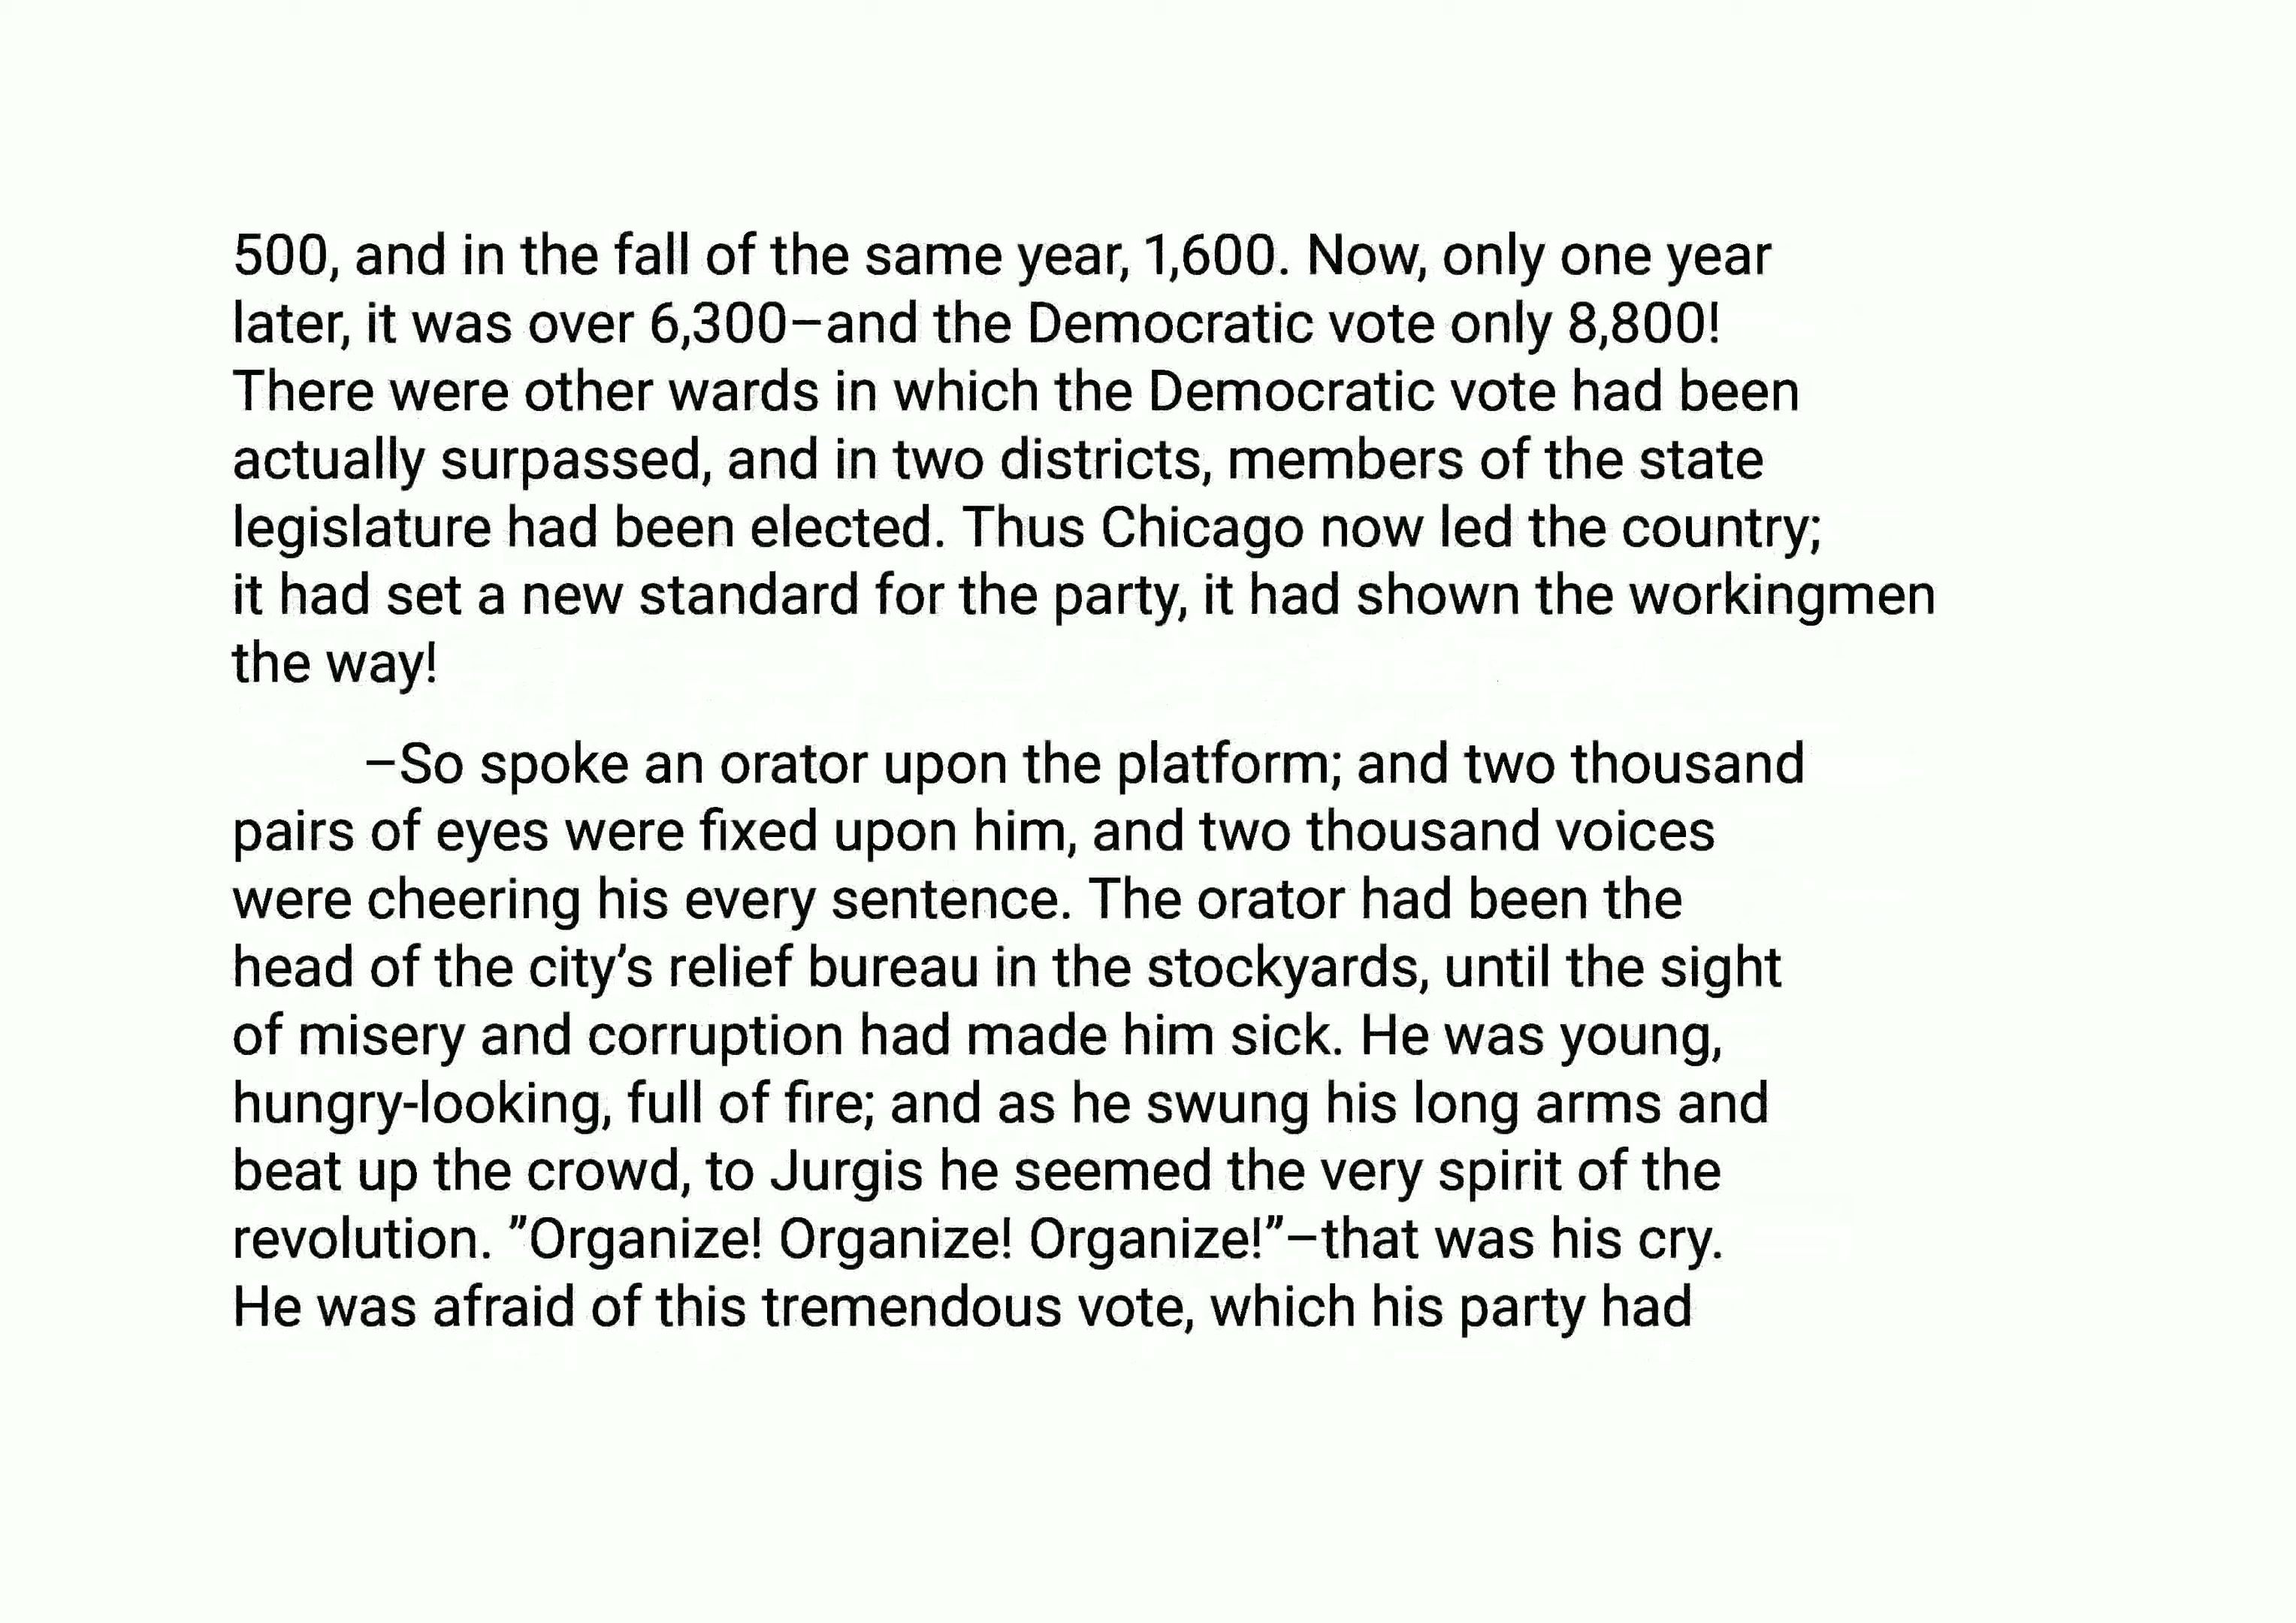 500, and in the fall of the same year, 1,600. Now, only one year
later, it was over 6,300–and the Democratic vote only 8,800!
There were other wards in which the Democratic vote had been
actually surpassed, and in two districts, members of the state
legislature had been elected. Thus Chicago now led the country;
it had set a new standard for the party, it had shown the workingmen
the way!
–So spoke an orator upon the platform; and two thousand
pairs of eyes were fixed upon him, and two thousand voices
were cheering his every sentence. The orator had been the
head of the city’s relief bureau in the stockyards, until the sight
of misery and corruption had made him sick. He was young,
hungry-looking, full of fire; and as he swung his long arms and
beat up the crowd, to Jurgis he seemed the very spirit of the
revolution. ”Organize! Organize! Organize!”–that was his cry.
He was afraid of this tremendous vote, which his party had